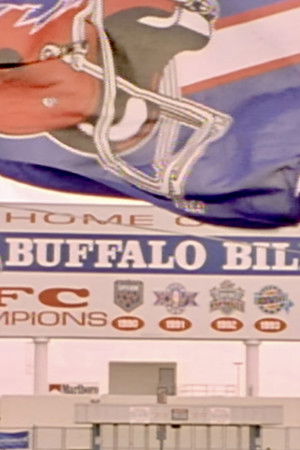 HOME O
BUFFALO BIL
FC
MPIONS
1990 1991 1992 1993
Marlboro